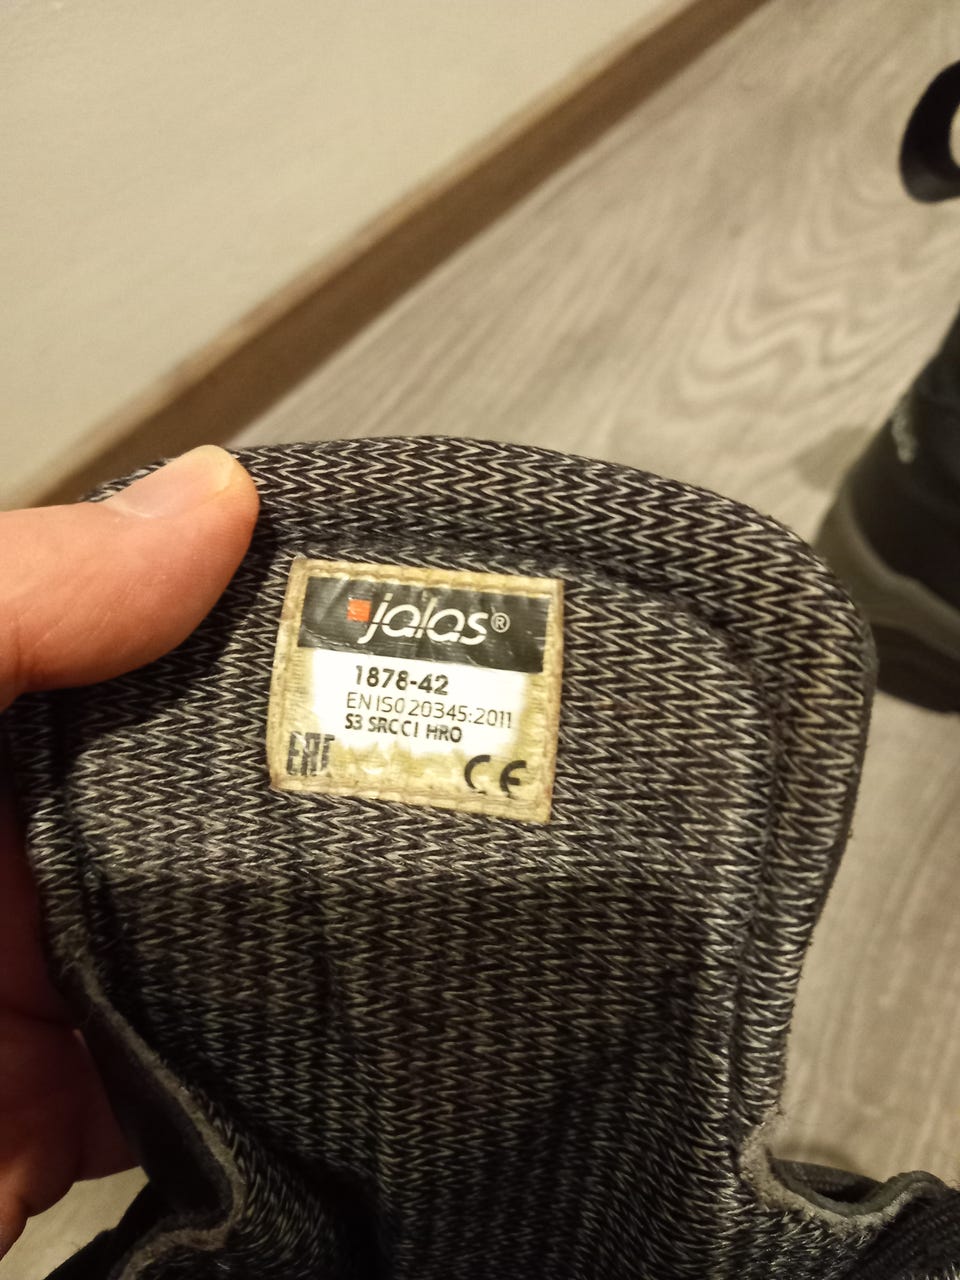 jalas®
1878-42
EN ISO 20345:2011
S3 SRC CI HRO
EAC
CE